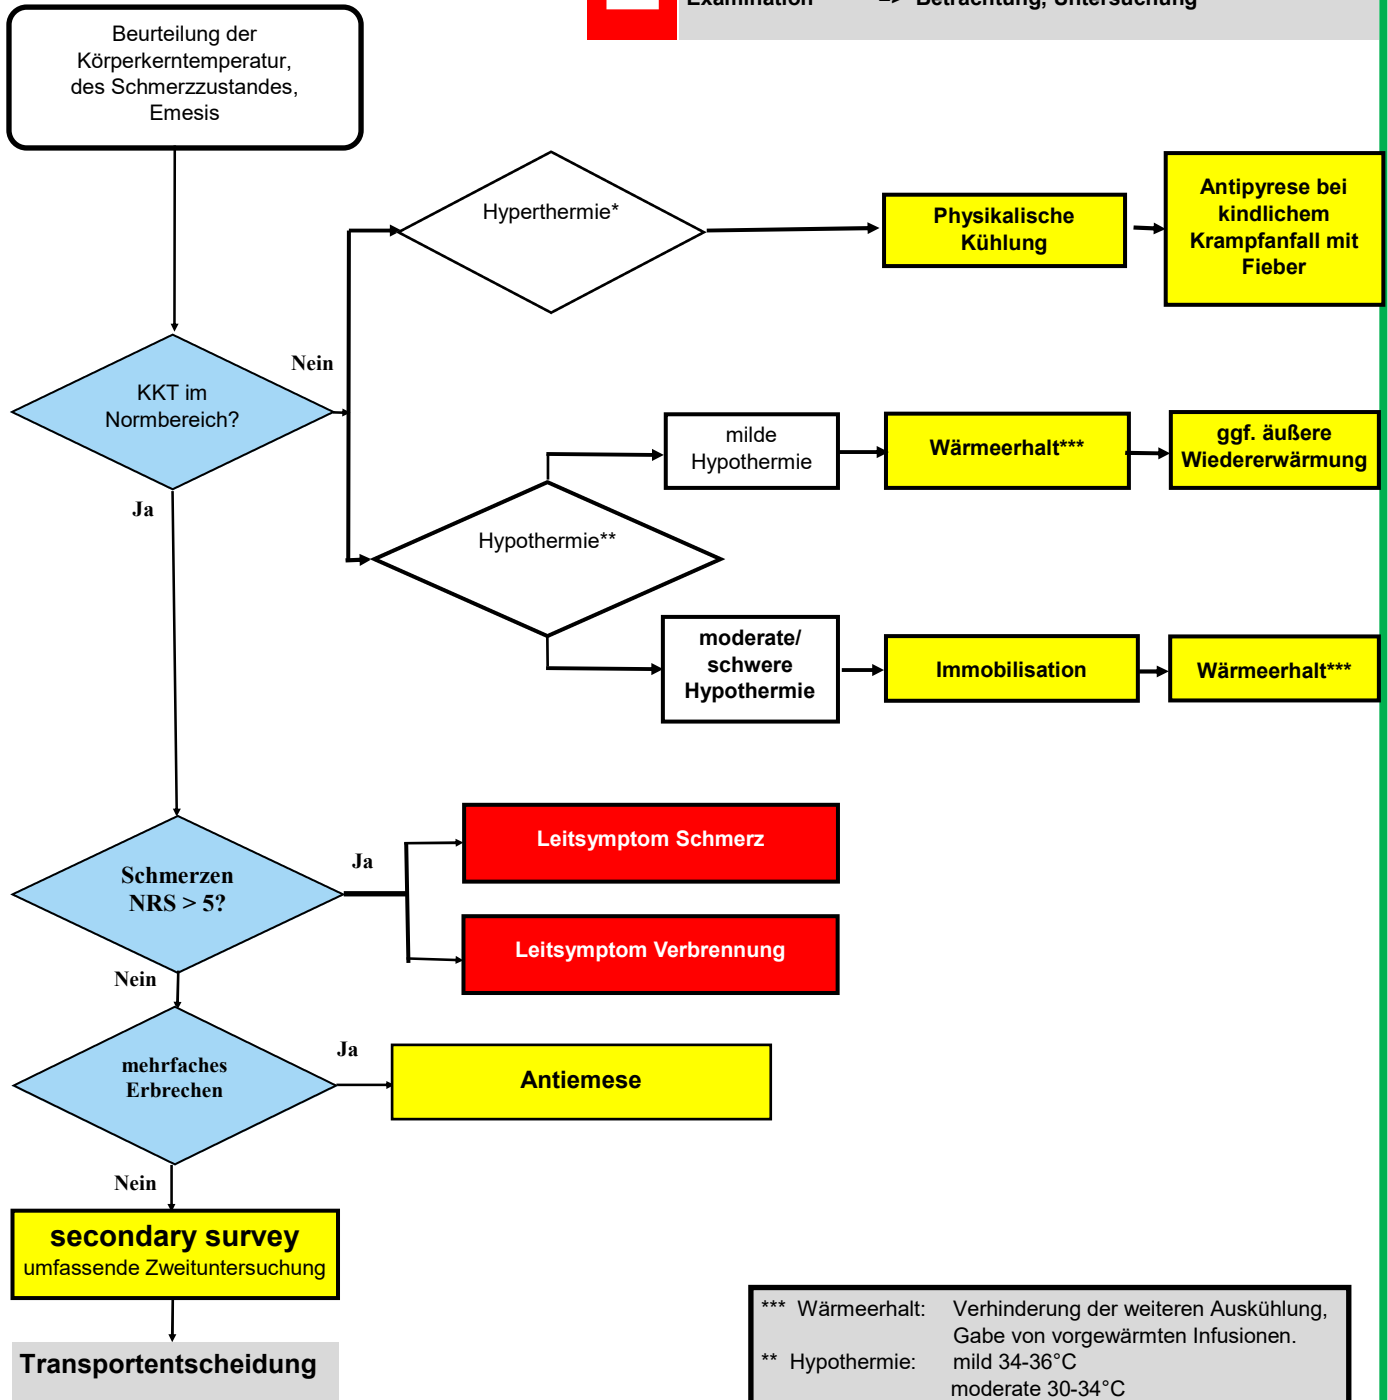 Examination => Betrachtung, Untersuchung
Beurteilung der
Körperkerntemperatur,
des Schmerzzustandes,
Emesis
Hyperthermie*
Physikalische
Kühlung
Antipyrese bei
kindlichem
Krampfanfall mit
Fieber
Nein
KKT im
Normbereich?
milde
Hypothermie
Wärmeerhalt***
ggf. äußere
Wiedererwärmung
Ja
Hypothermie**
moderate/
schwere
Hypothermie
Immobilisation
Wärmeerhalt***
Schmerzen
NRS > 5?
Ja
Leitsymptom Schmerz
Leitsymptom Verbrennung
Nein
mehrfaches
Erbrechen
Ja
Antiemese
Nein
secondary survey
umfassende Zweituntersuchung
Transportentscheidung
*** Wärmeerhalt: Verhinderung der weiteren Auskühlung,
Gabe von vorgewärmten Infusionen.
** Hypothermie: mild 34-36°C
moderate 30-34°C